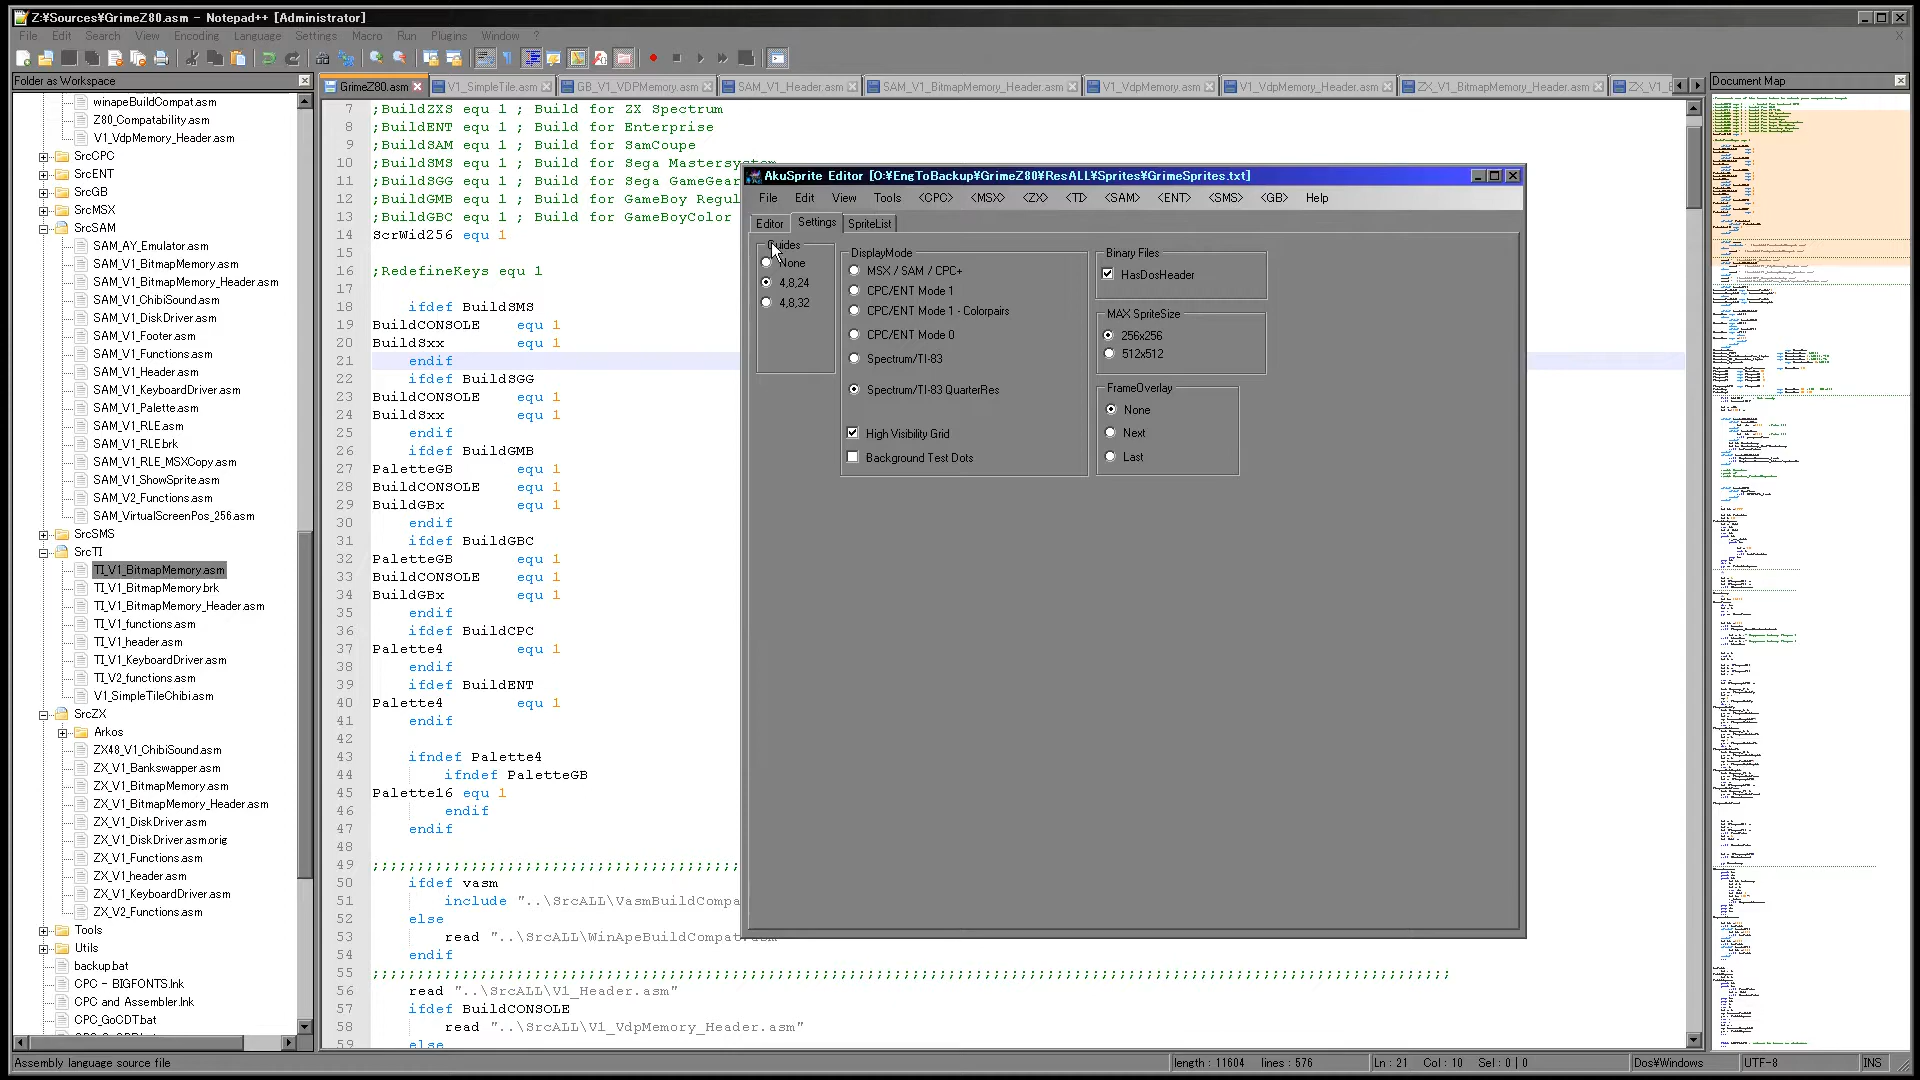 Z:¥Sources¥GrimeZ80.asm - Notepad++ [Administrator]
File Edit Search View Encoding Language Settings Macro Run Plugins Window ?
Folder as Workspace
winapeBuildCompat.asm
Z80_Compatability.asm
V1_VdpMemory_Header.asm
SrcCPC
SrcENT
SrcGB
SrcMSX
SrcSAM
SAM_AY_Emulator.asm
SAM_V1_BitmapMemory.asm
SAM_V1_BitmapMemory_Header.asm
SAM_V1_ChibiSound.asm
SAM_V1_DiskDriver.asm
SAM_V1_Footer.asm
SAM_V1_Functions.asm
SAM_V1_Header.asm
SAM_V1_KeyboardDriver.asm
SAM_V1_Palette.asm
SAM_V1_RLE.asm
SAM_V1_RLE.brk
SAM_V1_RLE_MSXCopy.asm
SAM_V1_ShowSprite.asm
SAM_V2_Functions.asm
SAM_VirtualScreenPos_256.asm
SrcSMS
SrcTI
TI_V1_BitmapMemory.asm
TI_V1_BitmapMemory.brk
TI_V1_BitmapMemory_Header.asm
TI_V1_functions.asm
TI_V1_header.asm
TI_V1_KeyboardDriver.asm
TI_V2_functions.asm
V1_SimpleTileChibi.asm
SrcZX
Arkos
ZX48_V1_ChibiSound.asm
ZX_V1_Bankswapper.asm
ZX_V1_BitmapMemory.asm
ZX_V1_BitmapMemory_Header.asm
ZX_V1_DiskDriver.asm
ZX_V1_DiskDriver.asm.orig
ZX_V1_Functions.asm
ZX_V1_header.asm
ZX_V1_KeyboardDriver.asm
ZX_V2_Functions.asm
Tools
Utils
backup.bat
CPC - BIGFONTS.lnk
CPC and Assembler.lnk
CPC_GoCDT.bat
GrimeZ80.asm V1_SimpleTile.asm GB_V1_VDPMemory.asm SAM_V1_Header.asm SAM_V1_BitmapMemory_Header.asm V1_VdpMemory.asm V1_VdpMemory_Header.asm ZX_V1_BitmapMemory_Header.asm ZX_V1_B
7 ;BuildZXS equ 1 ; Build for ZX Spectrum
8 ;BuildENT equ 1 ; Build for Enterprise
9 ;BuildSAM equ 1 ; Build for SamCoupe
10 ;BuildSMS equ 1 ; Build for Sega Mastersystem
11 ;BuildSGG equ 1 ; Build for Sega GameGear
12 ;BuildGMB equ 1 ; Build for GameBoy Regul
13 ;BuildGBC equ 1 ; Build for GameBoyColor
14 ScrWid256 equ 1
15
16 ;RedefineKeys equ 1
17
18 ifdef BuildSMS
19 BuildCONSOLE equ 1
20 BuildSxx equ 1
21 endif
22 ifdef BuildSGG
23 BuildCONSOLE equ 1
24 BuildSxx equ 1
25 endif
26 ifdef BuildGMB
27 PaletteGB equ 1
28 BuildCONSOLE equ 1
29 BuildGBx equ 1
30 endif
31 ifdef BuildGBC
32 PaletteGB equ 1
33 BuildCONSOLE equ 1
34 BuildGBx equ 1
35 endif
36 ifdef BuildCPC
37 Palette4 equ 1
38 endif
39 ifdef BuildENT
40 Palette4 equ 1
41 endif
42
43 ifndef Palette4
44 ifndef PaletteGB
45 Palette16 equ 1
46 endif
47 endif
48
49 ;;;;;;;;;;;;;;;;;;;;;;;;;;;;;;;;;;;;;;;;;
50 ifdef vasm
51 include "..\SrcALL\VasmBuildCompa
52 else
53 read "..\SrcALL\WinApeBuildCompat.asm"
54 endif
55 ;;;;;;;;;;;;;;;;;;;;;;;;;;;;;;;;;;;;;;;;;;;;;;;;;;;;;;;;;;;;;;;;;;;;;;;;;;;;;;;;;;;;;;;;;;;;;;;;;;;;;;;;;;;;;;;;;;;;;;;;
56 read "..\SrcALL\V1_Header.asm"
57 ifdef BuildCONSOLE
58 read "..\SrcALL\V1_VdpMemory_Header.asm"
59 else
AkuSprite Editor [O:¥EngToBackup¥GrimeZ80¥ResALL¥Sprites¥GrimeSprites.txt]
File Edit View Tools <CPC> <MSX> <ZX> <TI> <SAM> <ENT> <SMS> <GB> Help
Editor Settings SpriteList
Guides
None
4,8,24
4,8,32
DisplayMode
MSX / SAM / CPC+
CPC/ENT Mode 1
CPC/ENT Mode 1 - Colorpairs
CPC/ENT Mode 0
Spectrum/TI-83
Spectrum/TI-83 QuarterRes
High Visibility Grid
Background Test Dots
Binary Files
HasDosHeader
MAX SpriteSize
256x256
512x512
FrameOverlay
None
Next
Last
Document Map
Assembly language source file
length : 11604 lines : 576
Ln : 21 Col : 10 Sel : 0 | 0
Dos¥Windows
UTF-8
INS